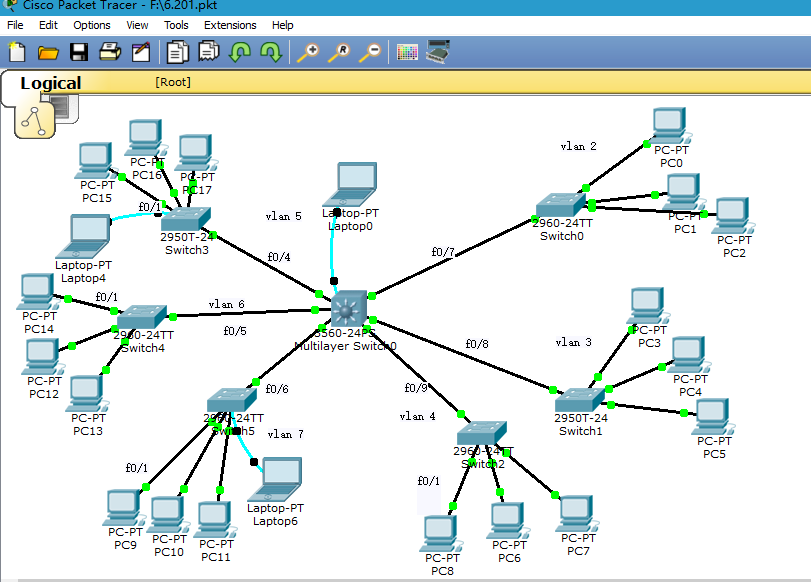 Cisco Packet Tracer - F:\6.201.pkt
File Edit Options View Tools Extensions Help
Logical
[Root]
PC-PT
PC16
PC-PT
PC15
PC-PT
PC17
vlan 2
PC-PT
PC0
Laptop-PT
Laptop0
f0/1
vlan 5
2950T-24
Switch3
2960-24TT
Switch0
PC-PT
PC1
PC-PT
PC2
Laptop-PT
Laptop4
f0/4
f0/7
f0/1
PC-PT
PC14
vlan 6
f0/5
2960-24TT
Switch4
3560-24PS
Multilayer Switch0
f0/8
vlan 3
PC-PT
PC3
PC-PT
PC12
PC-PT
PC13
f0/6
f0/9
PC-PT
PC4
2960-24TT
Switch5
vlan 7
vlan 4
2950T-24
Switch1
PC-PT
PC5
2960-24TT
Switch2
f0/1
f0/1
Laptop-PT
Laptop6
PC-PT
PC9
PC-PT
PC10
PC-PT
PC11
PC-PT
PC8
PC-PT
PC6
PC-PT
PC7